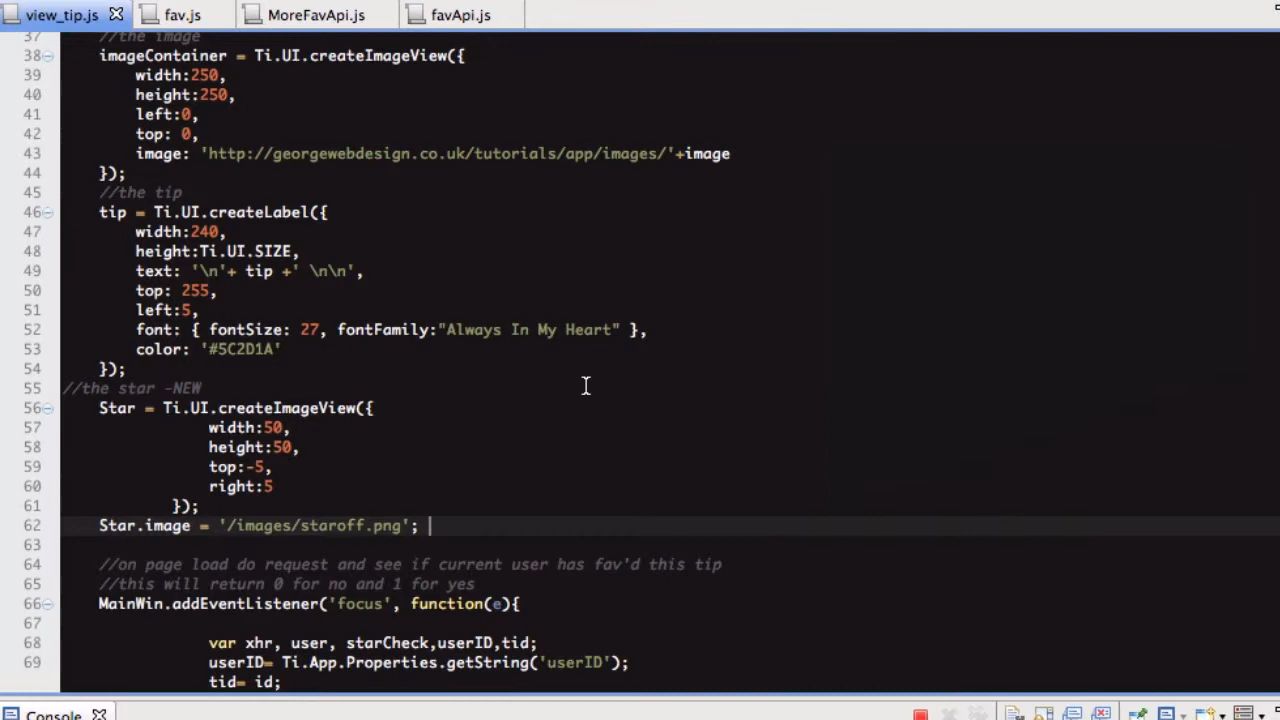 view_tip.js fav.js MoreFavApi.js favApi.js
37 //the image
38 imageContainer = Ti.UI.createImageView({
39 width:250,
40 height:250,
41 left:0,
42 top: 0,
43 image: 'http://georgewebdesign.co.uk/tutorials/app/images/'+image
44 });
45 //the tip
46 tip = Ti.UI.createLabel({
47 width:240,
48 height:Ti.UI.SIZE,
49 text: '\n'+ tip +' \n\n',
50 top: 255,
51 left:5,
52 font: { fontSize: 27, fontFamily:"Always In My Heart" },
53 color: '#5C2D1A'
54 });
55 //the star -NEW
56 Star = Ti.UI.createImageView({
57 width:50,
58 height:50,
59 top:-5,
60 right:5
61 });
62 Star.image = '/images/staroff.png';
63
64 //on page load do request and see if current user has fav'd this tip
65 //this will return 0 for no and 1 for yes
66 MainWin.addEventListener('focus', function(e){
67
68 var xhr, user, starCheck,userID,tid;
69 userID= Ti.App.Properties.getString('userID');
tid= id;
Console